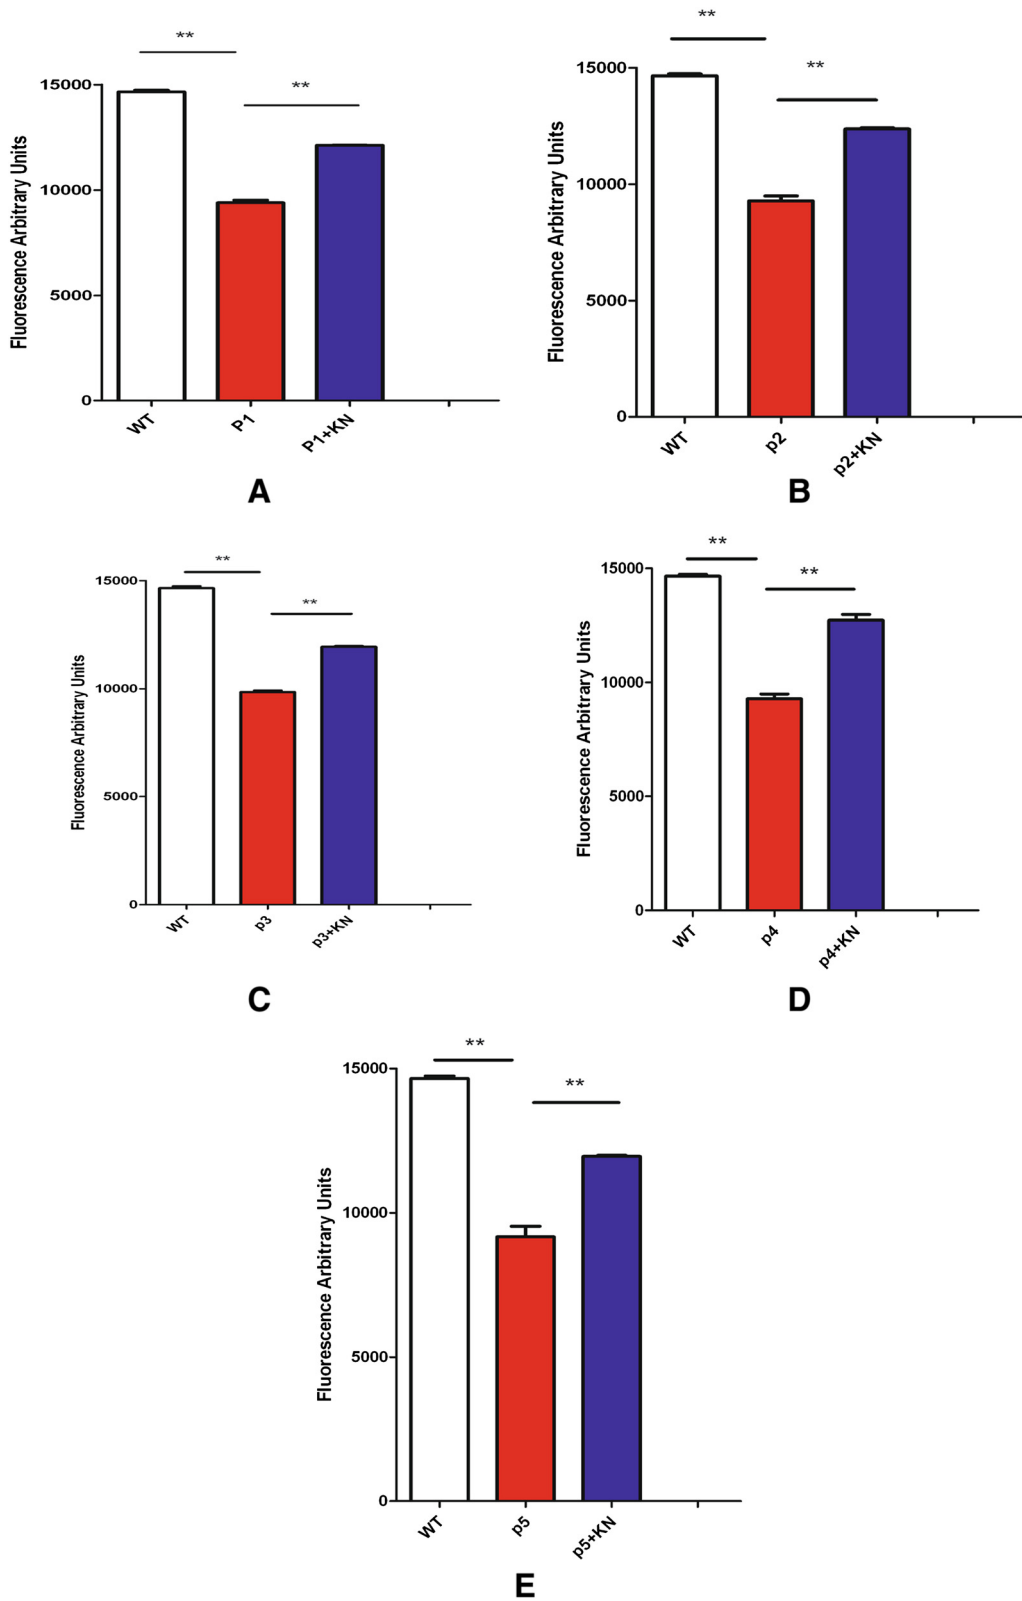 **
**
15000
10000
5000
0
Fluorescence Arbitrary Units
WT
P1
P1+KN
A
**
**
15000
10000
5000
0
Fluorescence Arbitrary Units
WT
p2
p2+KN
B
**
**
15000
10000
5000
0
Fluorescence Arbitrary Units
WT
p3
p3+KN
C
**
**
15000
10000
5000
0
Fluorescence Arbitrary Units
WT
p4
p4+KN
D
**
**
15000
10000
5000
0
Fluorescence Arbitrary Units
WT
p5
p5+KN
E